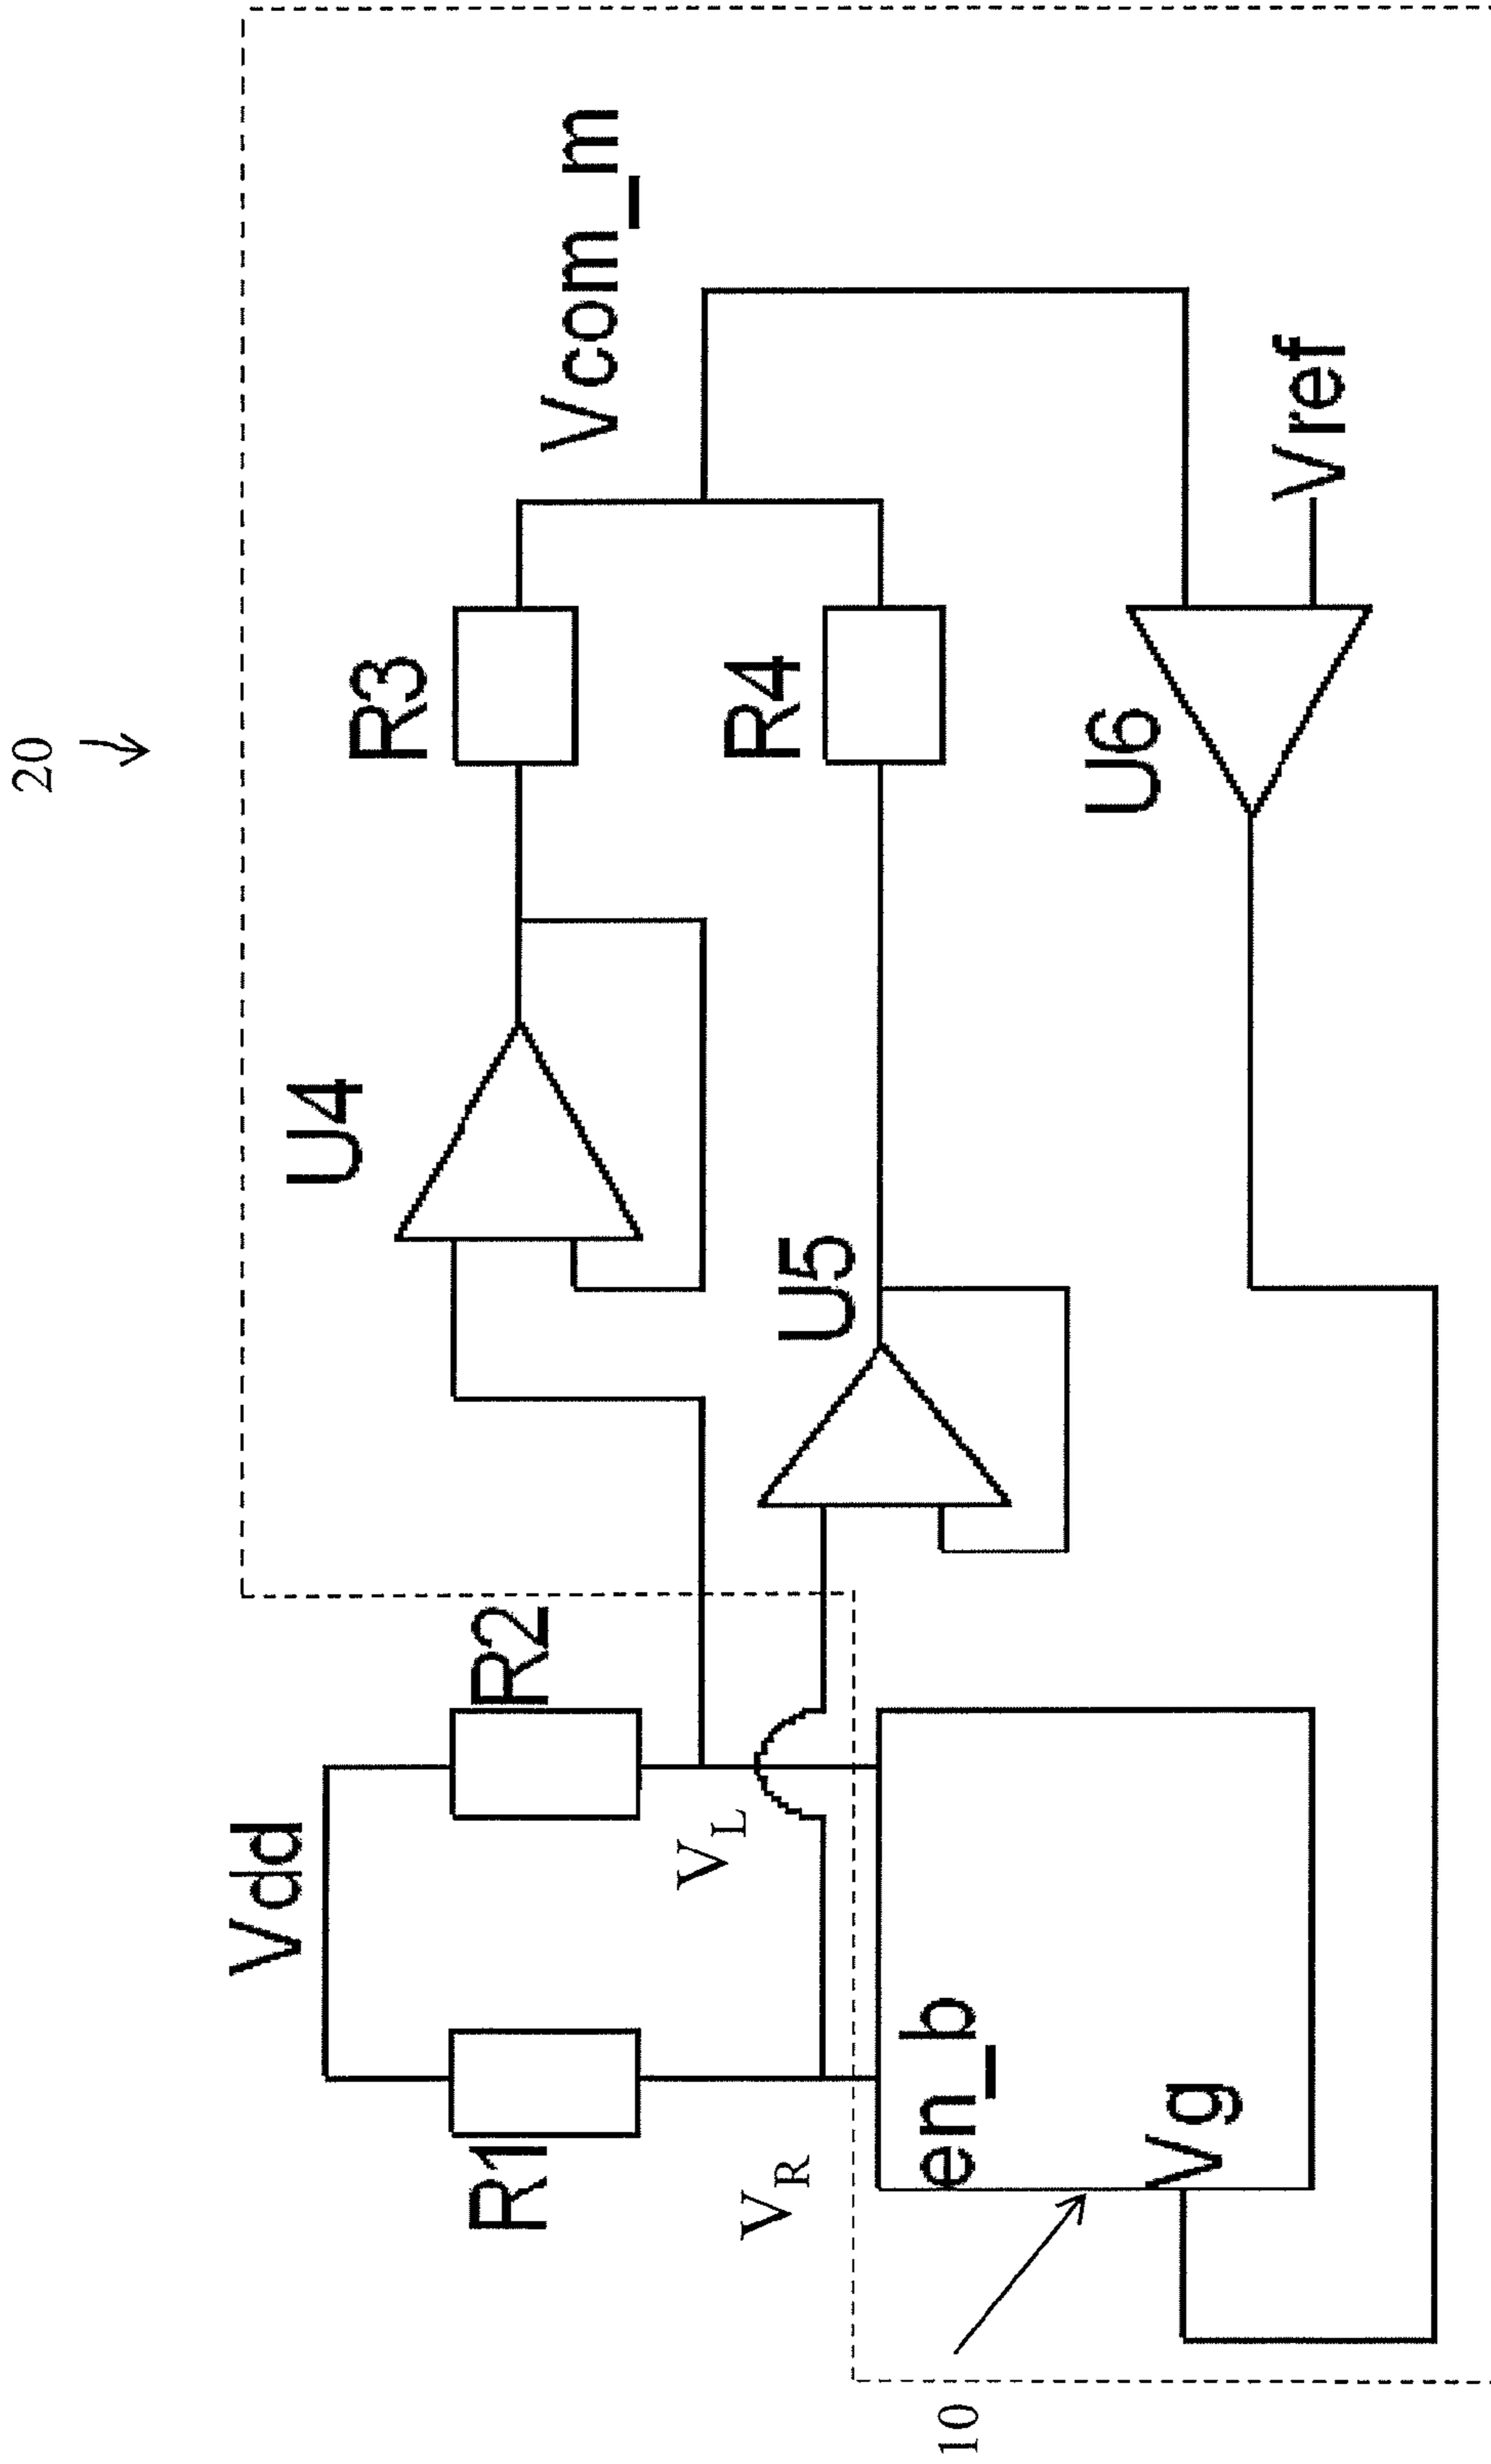 20
Vdd
R1
R2
V_R
V_L
U4
R3
Vcom_m
U5
R4
10
en_b
Vg
U6
Vref